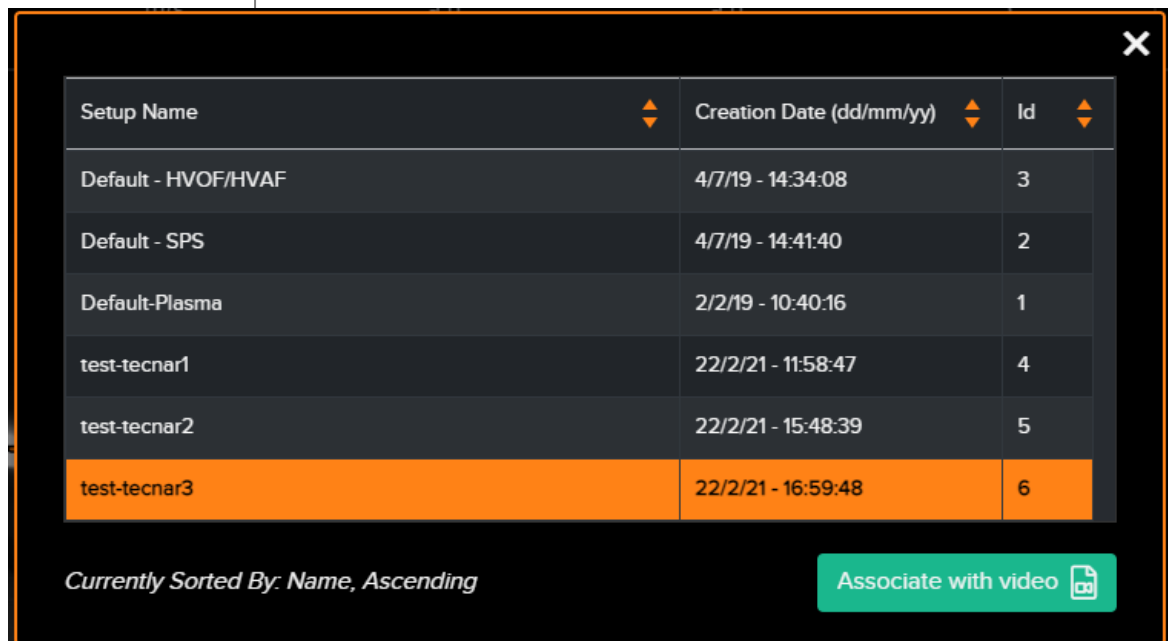 Setup Name Creation Date (dd/mm/yy) Id
Default - HVOF/HVAF 4/7/19 - 14:34:08 3
Default - SPS 4/7/19 - 14:41:40 2
Default-Plasma 2/2/19 - 10:40:16 1
test-tecnar1 22/2/21 - 11:58:47 4
test-tecnar2 22/2/21 - 15:48:39 5
test-tecnar3 22/2/21 - 16:59:48 6
Currently Sorted By: Name, Ascending Associate with video